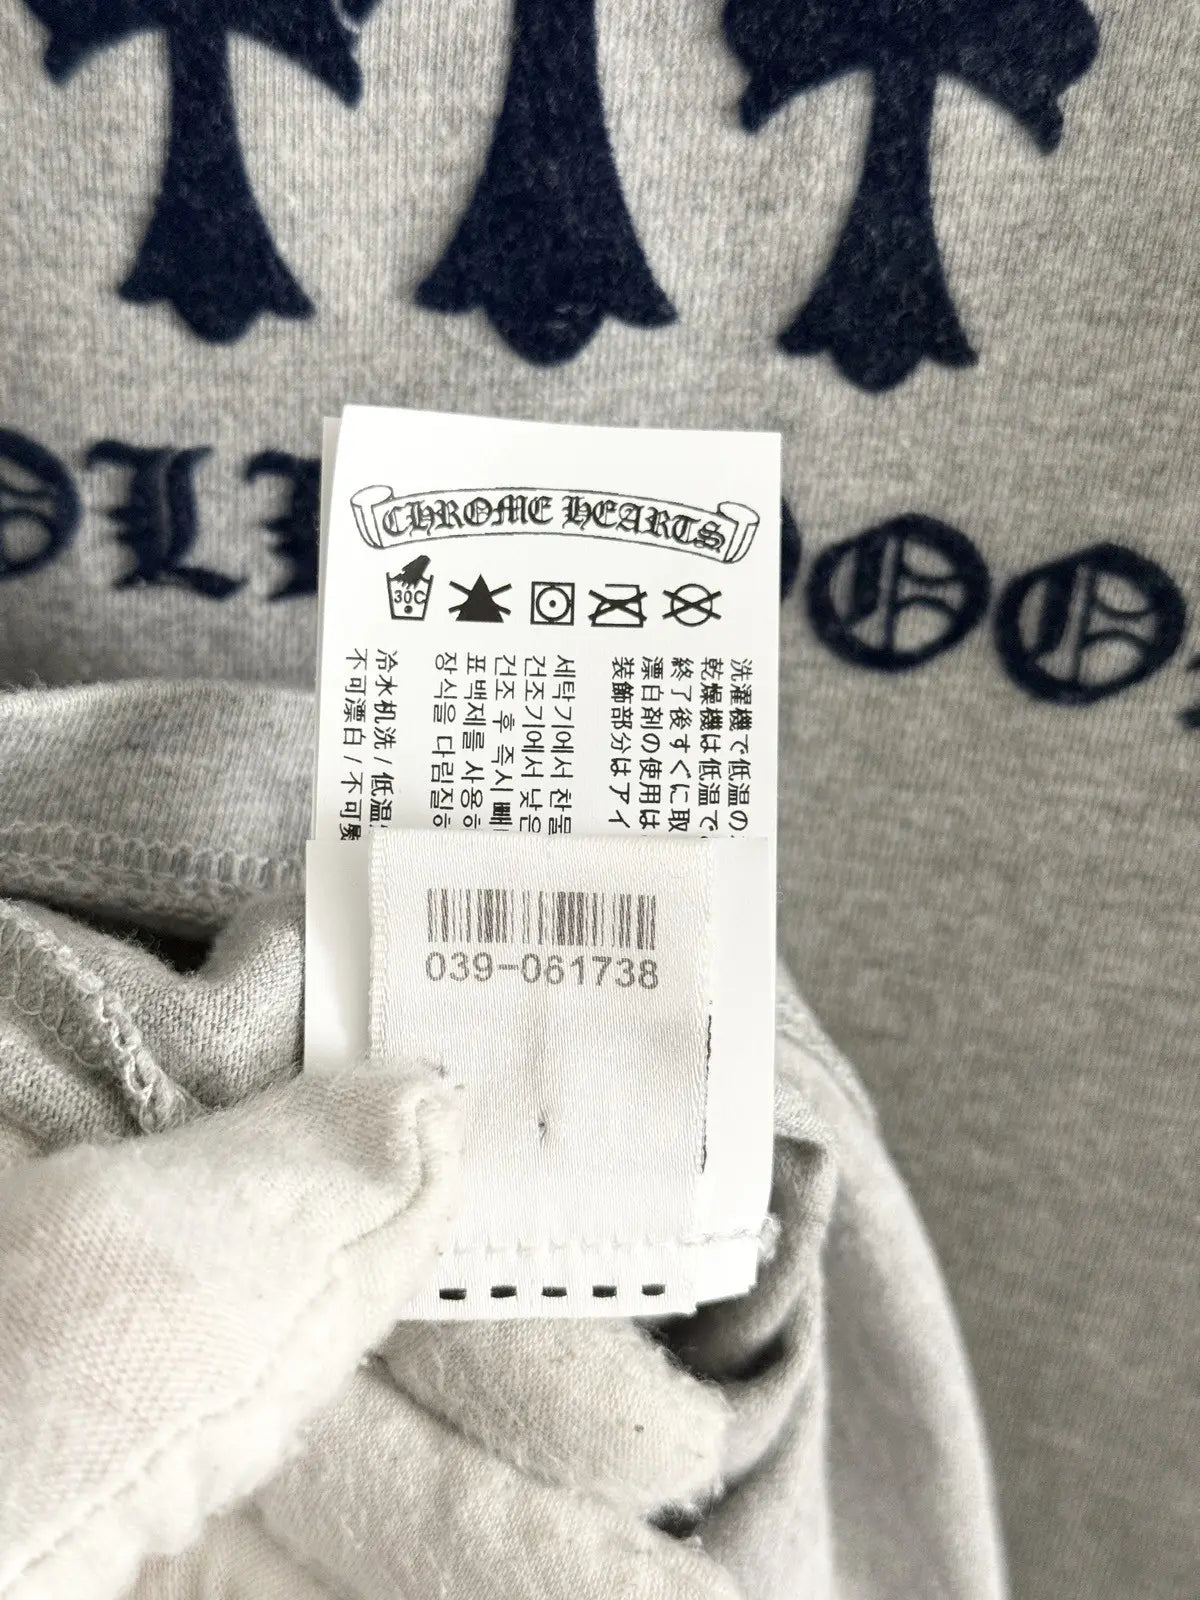 CHROME HEARTS
30C
洗濯機で低温の
乾燥機は低温で
終了後すぐに取
漂白剤の使用は
装飾部分はアイ
세탁기에서 찬물
건조기에서 낮은
건조 후 즉시 빼
표백제를 사용하
장식을 다림질하
冷水机洗 / 低温
不可漂白 / 不可熨
039-061738